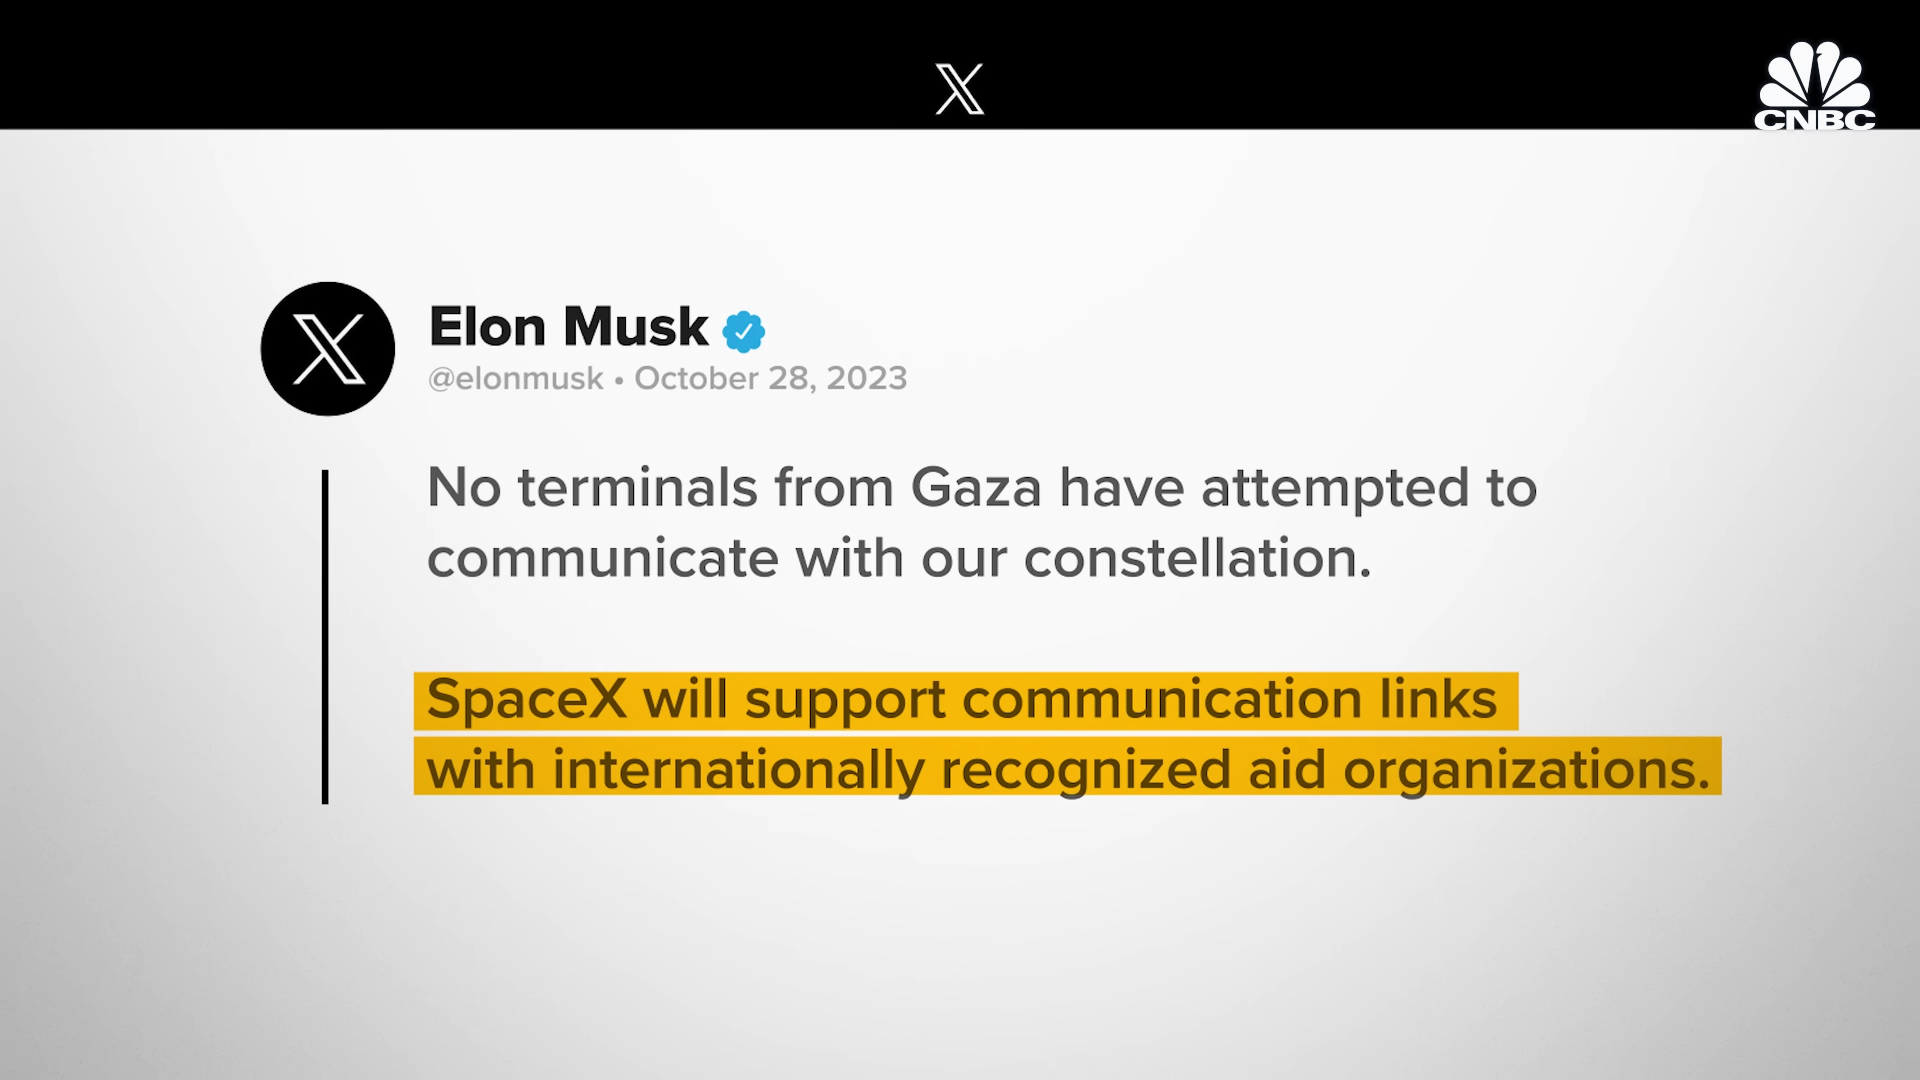 CNBC
Elon Musk
@elonmusk • October 28, 2023
No terminals from Gaza have attempted to
communicate with our constellation.
SpaceX will support communication links
with internationally recognized aid organizations.